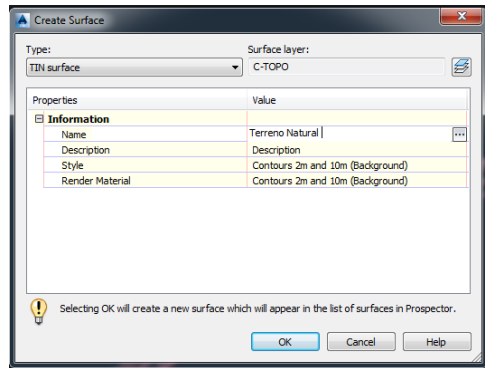 Create Surface
Type: Surface layer:
TIN surface C-TOPO
Properties Value
Information
Name Terreno Natural
Description Description
Style Contours 2m and 10m (Background)
Render Material Contours 2m and 10m (Background)
Selecting OK will create a new surface which will appear in the list of surfaces in Prospector.
OK Cancel Help